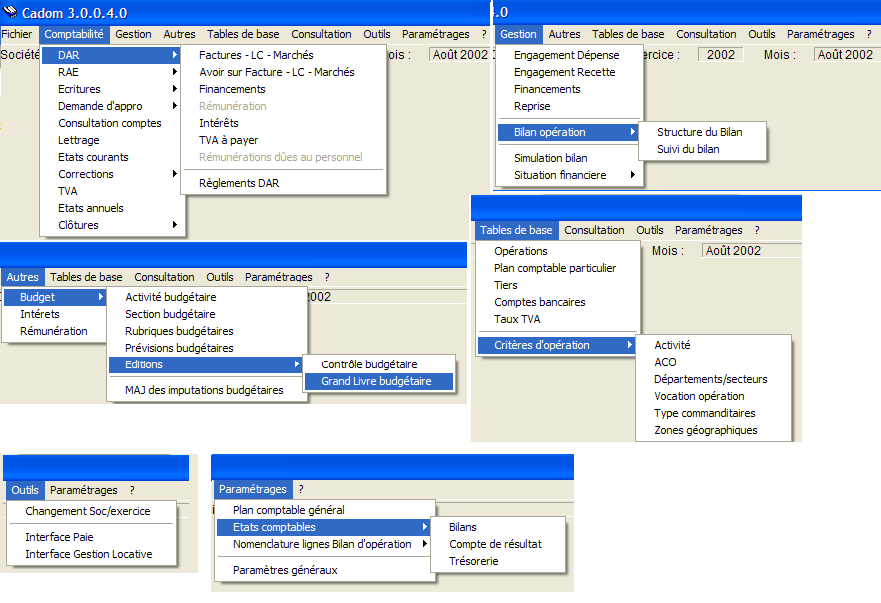 Cadom 3.0.0.4.0
Fichier Comptabilité Gestion Autres Tables de base Consultation Outils Paramétrages ?
Société
DAR
RAE
Ecritures
Demande d'appro
Consultation comptes
Lettrage
Etats courants
Corrections
TVA
Etats annuels
Clôtures
Factures - LC - Marchés
Avoir sur Facture - LC - Marchés
Financements
Rémunération
Intérêts
TVA à payer
Rémunérations dûes au personnel
Règlements DAR
ois : Août 2002
4.0
Gestion Autres Tables de base Consultation Outils Paramétrages ?
ercice : 2002 Mois : Août 2002
Engagement Dépense
Engagement Recette
Financements
Reprise
Bilan opération
Simulation bilan
Situation financiere
Structure du Bilan
Suivi du bilan
Tables de base Consultation Outils Paramétrages ?
Mois : Août 2002
Opérations
Plan comptable particulier
Tiers
Comptes bancaires
Taux TVA
Critères d'opération
Activité
ACO
Départements/secteurs
Vocation opération
Type commanditaires
Zones géographiques
Autres Tables de base Consultation Outils Paramétrages ?
2002
Budget
Intérets
Rémunération
Activité budgétaire
Section budgétaire
Rubriques budgétaires
Prévisions budgétaires
Editions
MAJ des imputations budgétaires
Contrôle budgétaire
Grand Livre budgétaire
Outils Paramétrages ?
Changement Soc/exercice
Interface Paie
Interface Gestion Locative
Paramétrages ?
Plan comptable général
Etats comptables
Nomenclature lignes Bilan d'opération
Paramètres généraux
Bilans
Compte de résultat
Trésorerie